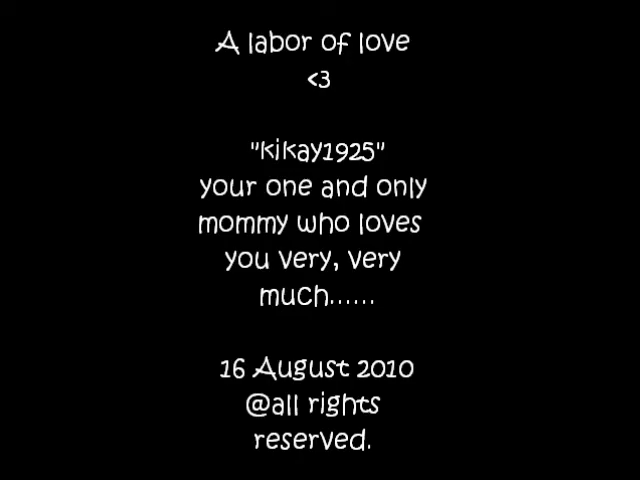 A labor of love
<3
"kikay1925"
your one and only
mommy who loves
you very, very
much......
16 August 2010
@all rights
reserved.